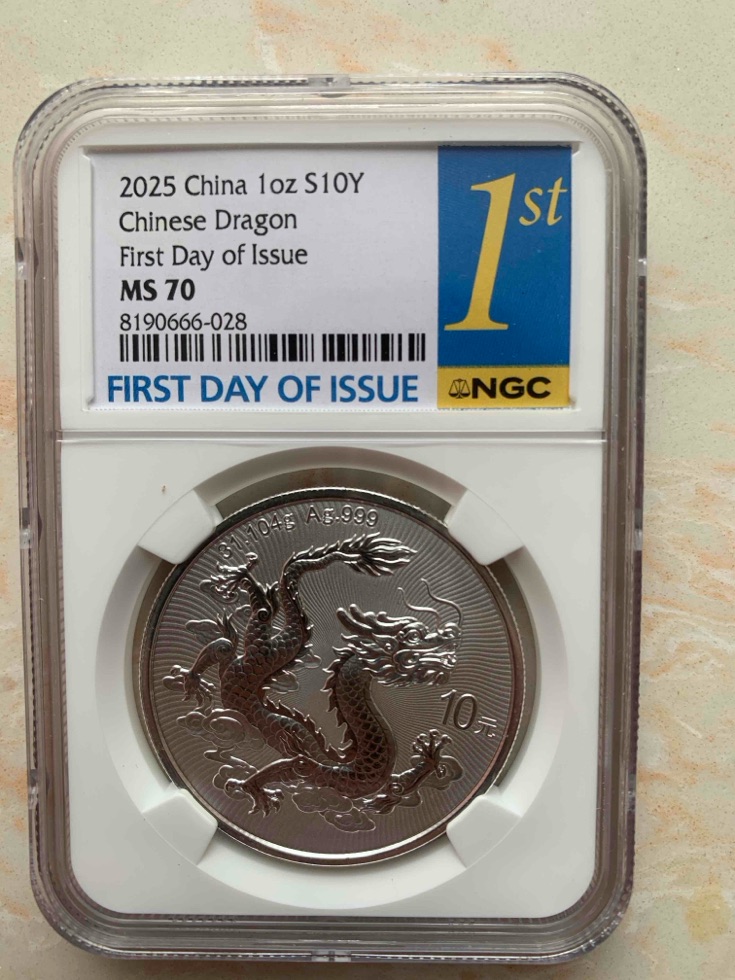 2025 China 1oz S10Y
Chinese Dragon
First Day of Issue
MS 70
8190666-028
FIRST DAY OF ISSUE
1st
NGC
31.104g Ag.999
10元